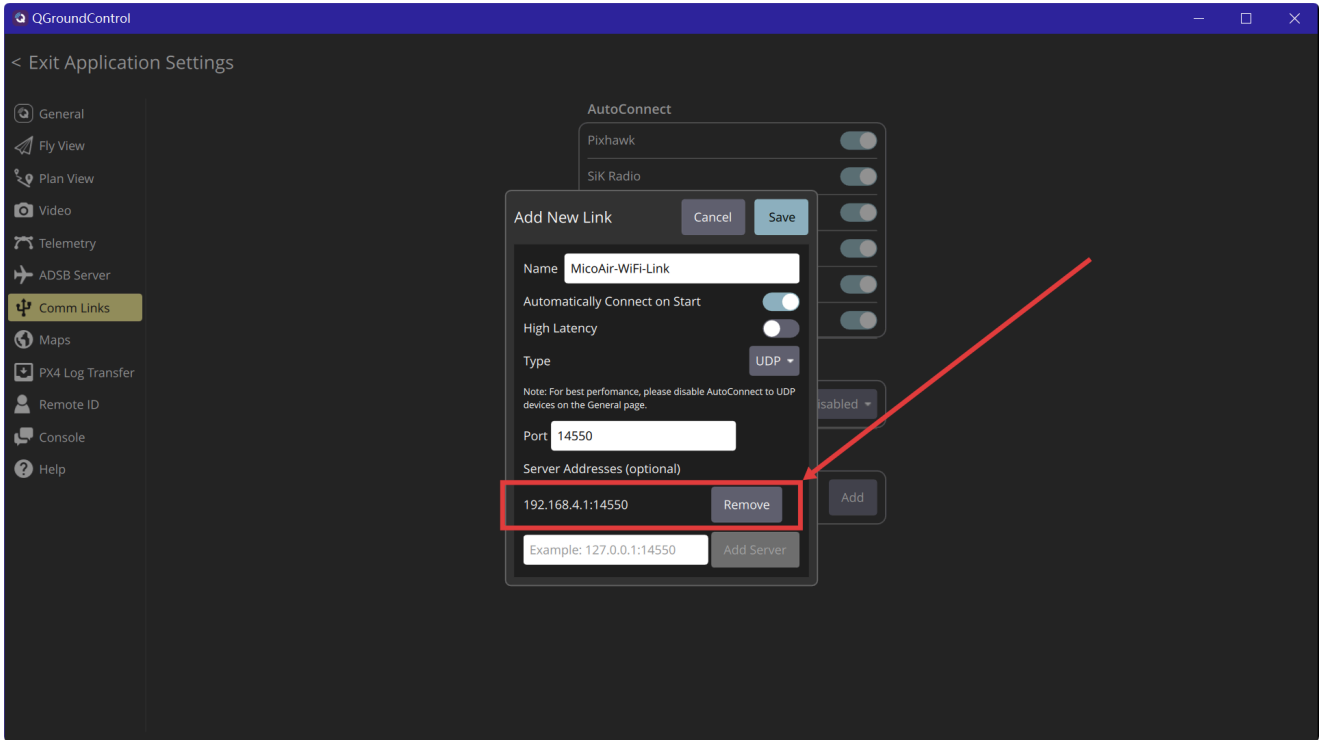 QGroundControl
< Exit Application Settings
General
Fly View
Plan View
Video
Telemetry
ADSB Server
Comm Links
Maps
PX4 Log Transfer
Remote ID
Console
Help
AutoConnect
Pixhawk
SiK Radio
Add New Link
Cancel
Save
Name MicoAir-WiFi-Link
Automatically Connect on Start
High Latency
Type UDP
Note: For best perfomance, please disable AutoConnect to UDP
devices on the General page.
Port 14550
Server Addresses (optional)
192.168.4.1:14550 Remove
Example: 127.0.0.1:14550 Add Server
isabled
Add